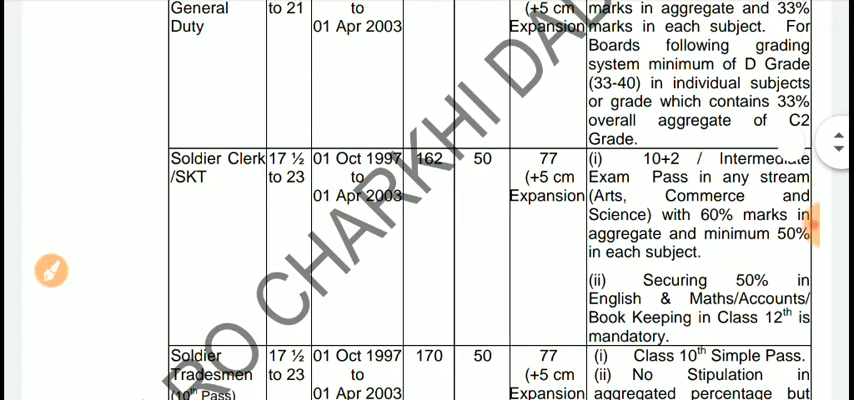 General to 21 to (+5 cm marks in aggregate and 33%
Duty 01 Apr 2003 Expansion marks in each subject. For
Boards following grading
system minimum of D Grade
(33-40) in individual subjects
or grade which contains 33%
overall aggregate of C2
Grade.
Soldier Clerk 17 ½ 01 Oct 1997 162 50 77 (i) 10+2 / Intermediate
/SKT to 23 to (+5 cm Exam Pass in any stream
01 Apr 2003 Expansion (Arts, Commerce and
Science) with 60% marks in
aggregate and minimum 50%
in each subject.
(ii) Securing 50% in
English & Maths/Accounts/
Book Keeping in Class 12th is
mandatory.
Soldier 17 ½ 01 Oct 1997 170 50 77 (i) Class 10th Simple Pass.
Tradesmen to 23 to (+5 cm (ii) No Stipulation in
(10th Pass) 01 Apr 2003 Expansion aggregated percentage but
RO CHARKHI DAD